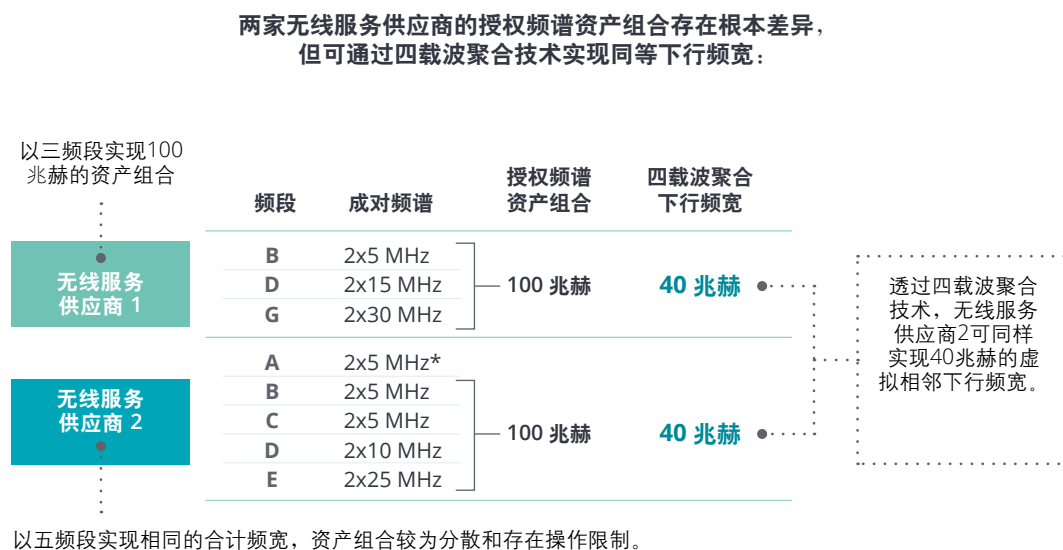 两家无线服务供应商的授权频谱资产组合存在根本差异，
但可通过四载波聚合技术实现同等下行频宽：
以三频段实现100
兆赫的资产组合
频段
成对频谱
授权频谱
资产组合
四载波聚合
下行频宽
无线服务
供应商 1
B 2x5 MHz
D 2x15 MHz
G 2x30 MHz
100 兆赫
40 兆赫
无线服务
供应商 2
A 2x5 MHz*
B 2x5 MHz
C 2x5 MHz
D 2x10 MHz
E 2x25 MHz
100 兆赫
40 兆赫
透过四载波聚合
技术，无线服务
供应商2可同样
实现40兆赫的虚
拟相邻下行频宽。
以五频段实现相同的合计频宽，资产组合较为分散和存在操作限制。